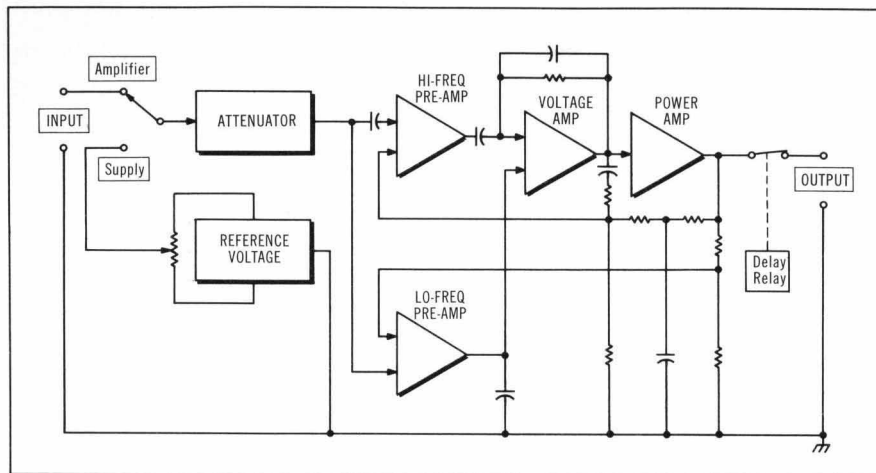 Amplifier
INPUT
Supply
ATTENUATOR
REFERENCE
VOLTAGE
HI-FREQ
PRE-AMP
VOLTAGE
AMP
POWER
AMP
LO-FREQ
PRE-AMP
OUTPUT
Delay
Relay